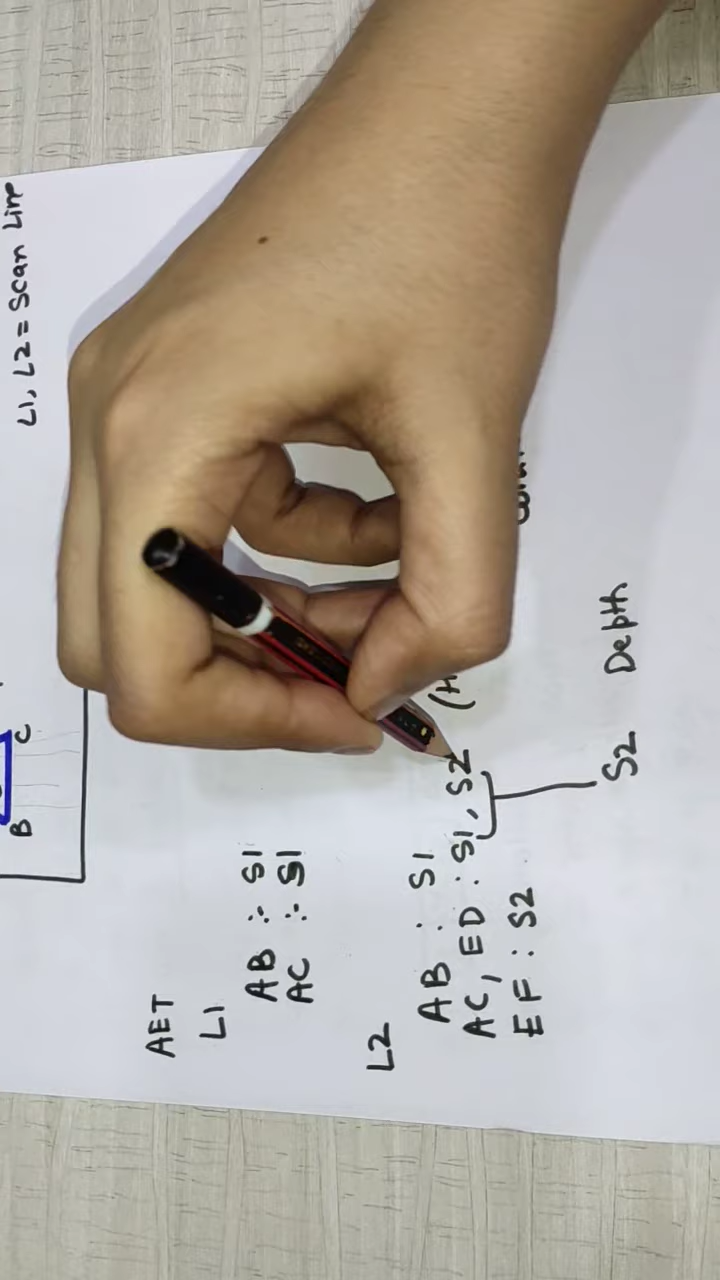 L1, L2 = Scan Line
B C
AET
L1
AB :- S1
AC :- S1
L2
AB : S1
AC, ED : S1, S2 (H
EF : S2
S2 Depth